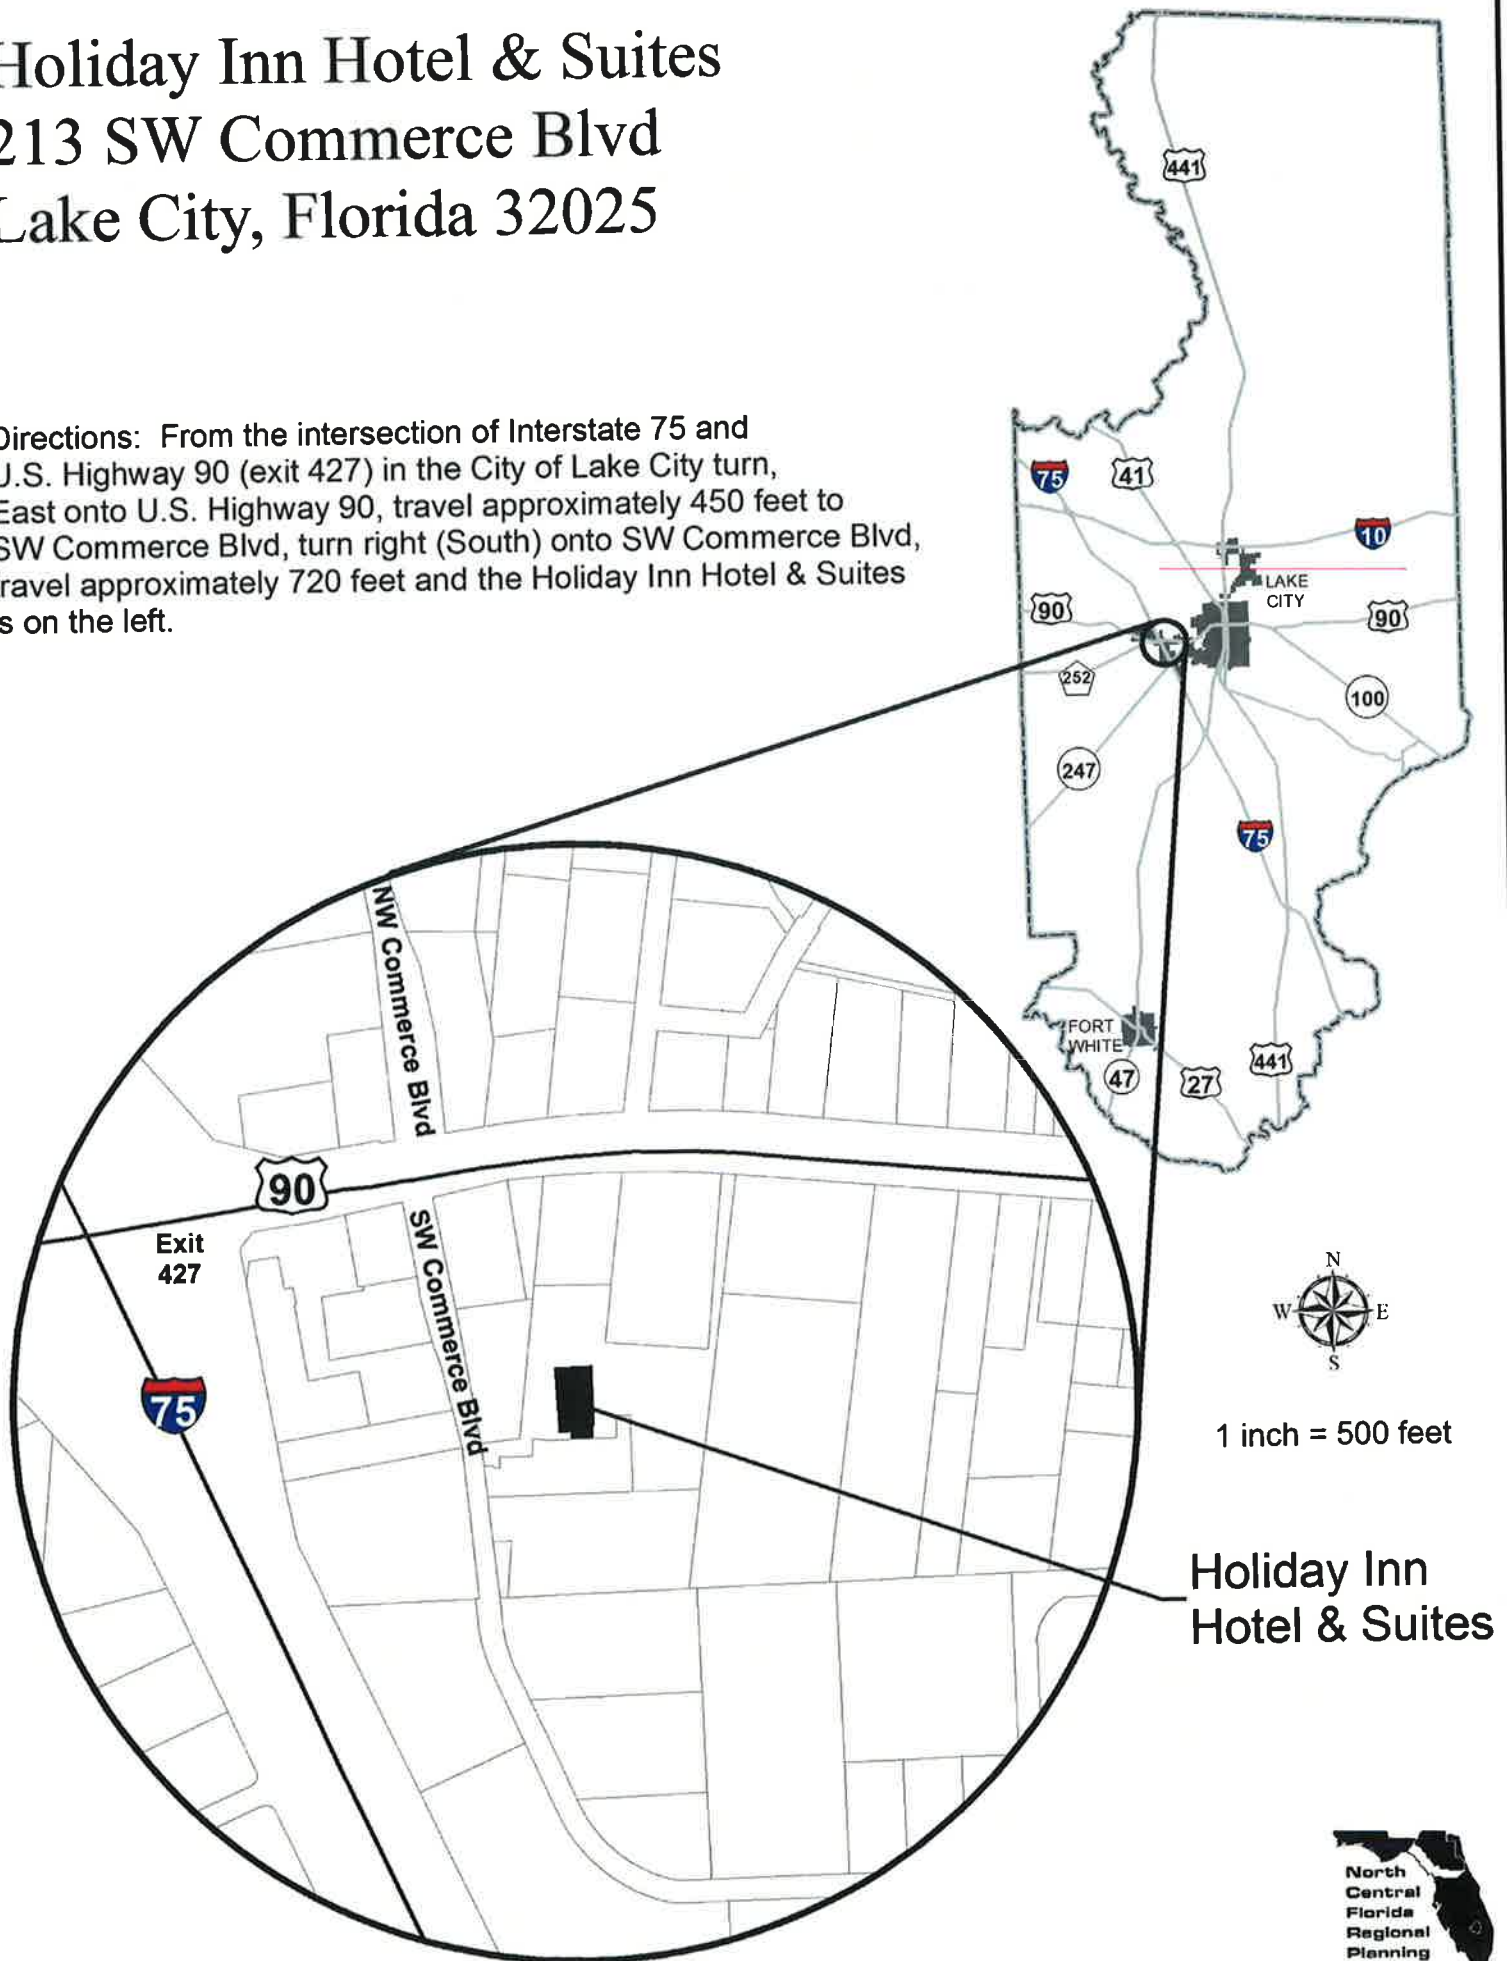 Holiday Inn Hotel & Suites
213 SW Commerce Blvd
Lake City, Florida 32025
Directions: From the intersection of Interstate 75 and
U.S. Highway 90 (exit 427) in the City of Lake City turn,
East onto U.S. Highway 90, travel approximately 450 feet to
SW Commerce Blvd, turn right (South) onto SW Commerce Blvd,
travel approximately 720 feet and the Holiday Inn Hotel & Suites
is on the left.
441
75
41
10
LAKE
CITY
90
90
252
100
247
75
FORT
WHITE
47
27
441
NW Commerce Blvd
90
Exit
427
SW Commerce Blvd
75
N
W
E
S
1 inch = 500 feet
Holiday Inn
Hotel & Suites
North
Central
Florida
Regional
Planning